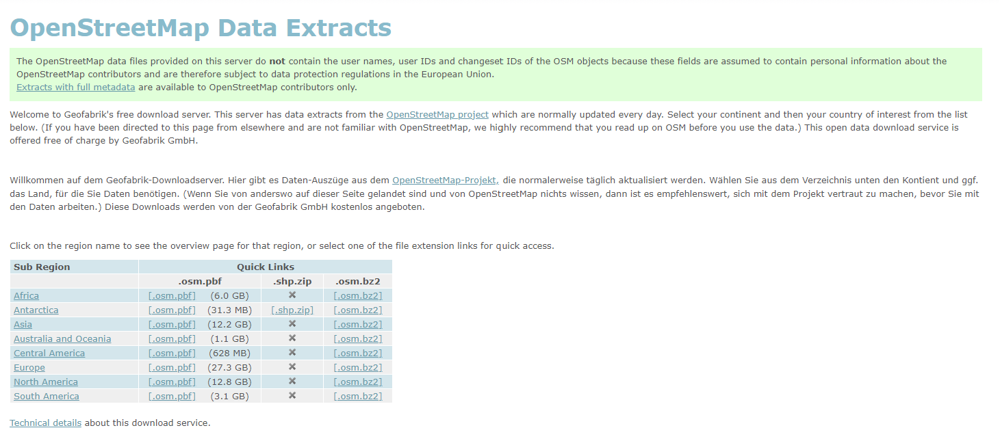 OpenStreetMap Data Extracts
The OpenStreetMap data files provided on this server do not contain the user names, user IDs and changeset IDs of the OSM objects because these fields are assumed to contain personal information about the
OpenStreetMap contributors and are therefore subject to data protection regulations in the European Union.
Extracts with full metadata are available to OpenStreetMap contributors only.
Welcome to Geofabrik's free download server. This server has data extracts from the OpenStreetMap project which are normally updated every day. Select your continent and then your country of interest from the list
below. (If you have been directed to this page from elsewhere and are not familiar with OpenStreetMap, we highly recommend that you read up on OSM before you use the data.) This open data download service is
offered free of charge by Geofabrik GmbH.
Willkommen auf dem Geofabrik-Downloadserver. Hier gibt es Daten-Auszüge aus dem OpenStreetMap-Projekt, die normalerweise täglich aktualisiert werden. Wählen Sie aus dem Verzeichnis unten den Kontient und ggf.
das Land, für die Sie Daten benötigen. (Wenn Sie von anderswo auf dieser Seite gelandet sind und von OpenStreetMap nichts wissen, dann ist es empfehlenswert, sich mit dem Projekt vertraut zu machen, bevor Sie mit
den Daten arbeiten.) Diese Downloads werden von der Geofabrik GmbH kostenlos angeboten.
Click on the region name to see the overview page for that region, or select one of the file extension links for quick access.
Sub Region Quick Links
.osm.pbf .shp.zip .osm.bz2
Africa [.osm.pbf] (6.0 GB) ✖ [.osm.bz2]
Antarctica [.osm.pbf] (31.3 MB) [.shp.zip] [.osm.bz2]
Asia [.osm.pbf] (12.2 GB) ✖ [.osm.bz2]
Australia and Oceania [.osm.pbf] (1.1 GB) ✖ [.osm.bz2]
Central America [.osm.pbf] (628 MB) ✖ [.osm.bz2]
Europe [.osm.pbf] (27.3 GB) ✖ [.osm.bz2]
North America [.osm.pbf] (12.8 GB) ✖ [.osm.bz2]
South America [.osm.pbf] (3.1 GB) ✖ [.osm.bz2]
Technical details about this download service.